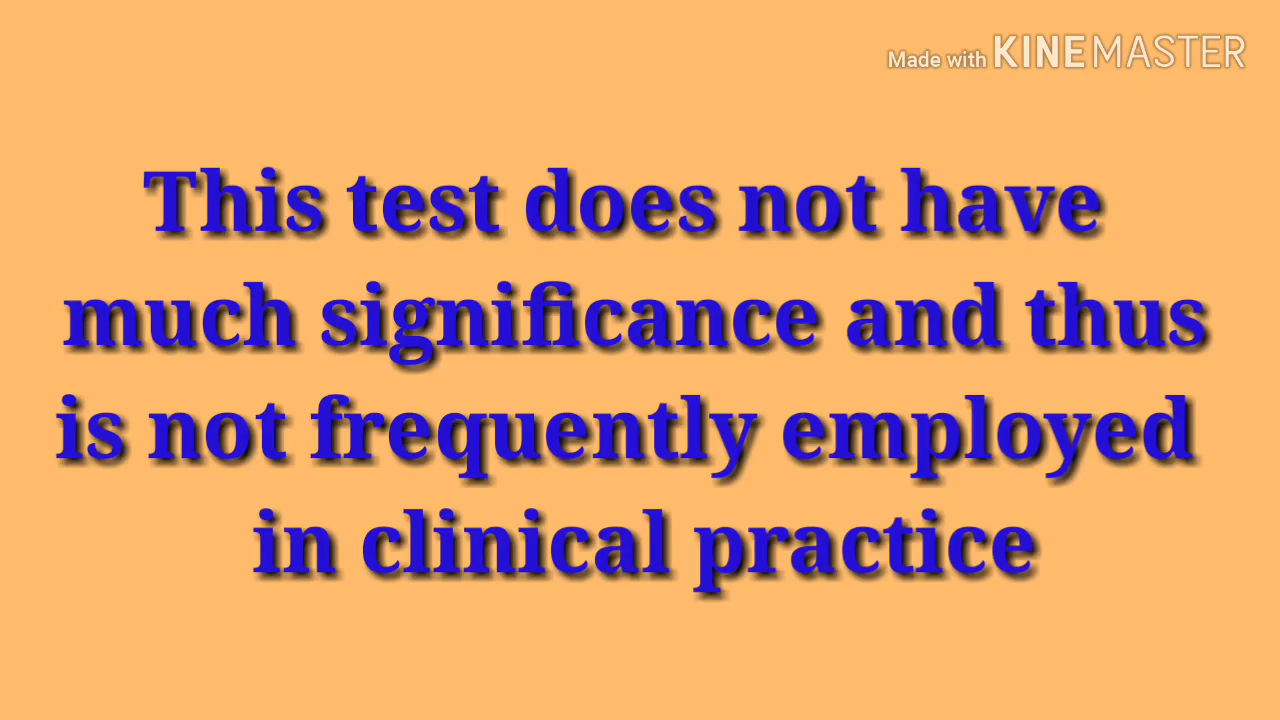 Made with KINEMASTER
This test does not have
much significance and thus
is not frequently employed
in clinical practice